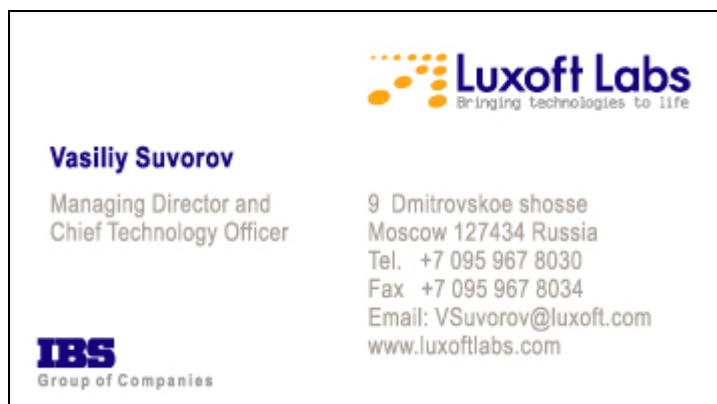 Luxoft Labs
Bringing technologies to life
Vasiliy Suvorov
Managing Director and
Chief Technology Officer
9 Dmitrovskoe shosse
Moscow 127434 Russia
Tel. +7 095 967 8030
Fax +7 095 967 8034
Email: VSuvorov@luxoft.com
www.luxoftlabs.com
IBS
Group of Companies